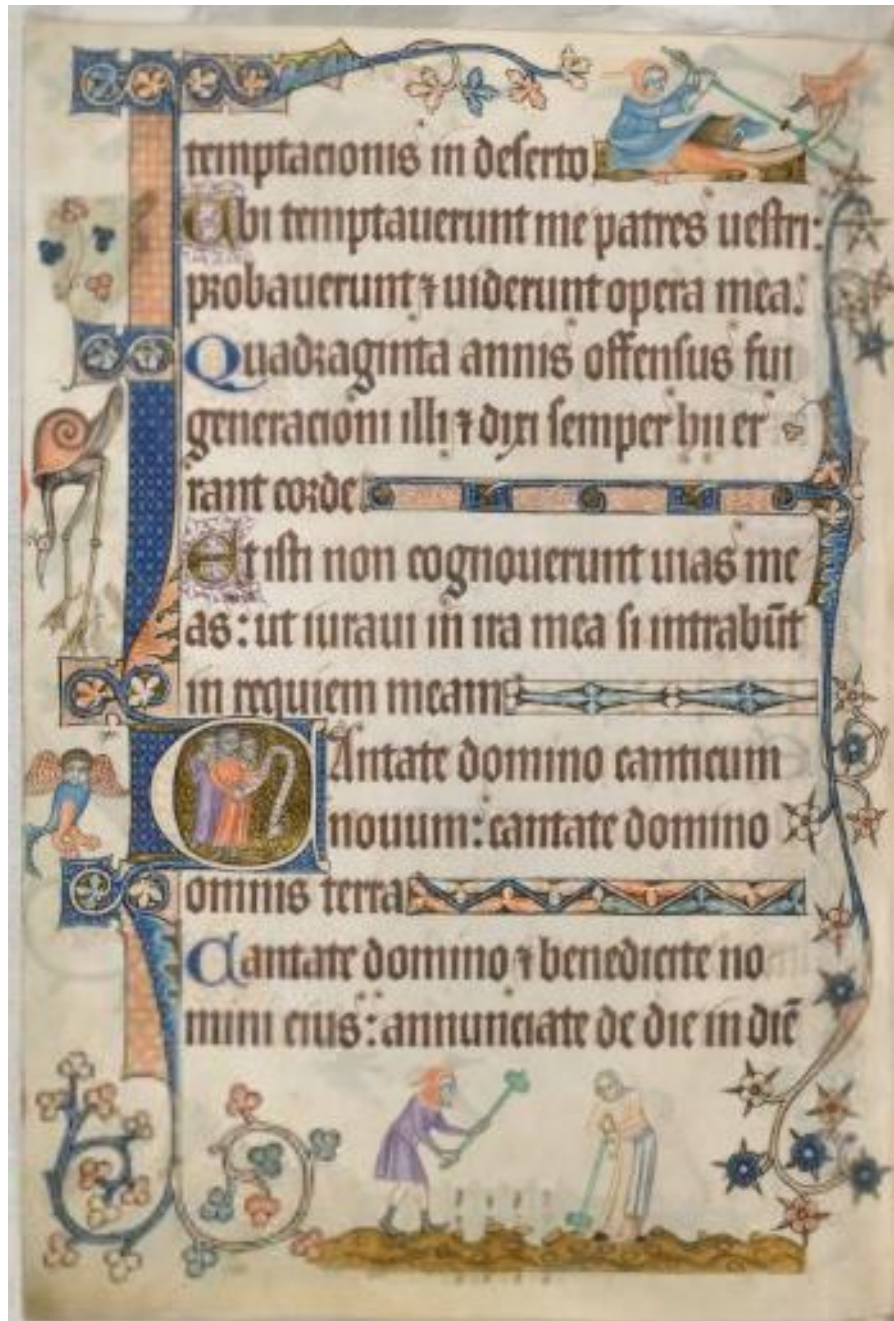 temptacionis in deserto
Ubi temptauerunt me patres uestri:
probauerunt ⁊ uiderunt opera mea.
Quadraginta annis offensus fui
generacioni illi ⁊ dixi semper hii er
rant corde
Et isti non cognouerunt uias me
as: ut iuraui in ira mea si intrabūt
in requiem meam
Cantate domino canticum
nouum: cantate domino
omnis terra
Cantate domino ⁊ benedicite no
mini eius: annunciate de die in diē